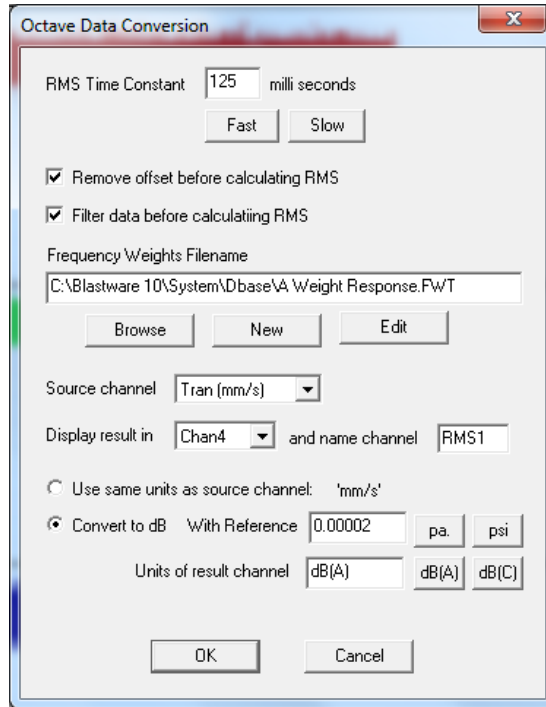 Octave Data Conversion
RMS Time Constant 125 milli seconds
Fast Slow
Remove offset before calculating RMS
Filter data before calculatiing RMS
Frequency Weights Filename
C:\Blastware 10\System\Dbase\A Weight Response.FWT
Browse New Edit
Source channel Tran (mm/s)
Display result in Chan4 and name channel RMS1
Use same units as source channel: 'mm/s'
Convert to dB With Reference 0.00002 pa. psi
Units of result channel dB(A) dB(A) dB(C)
OK Cancel